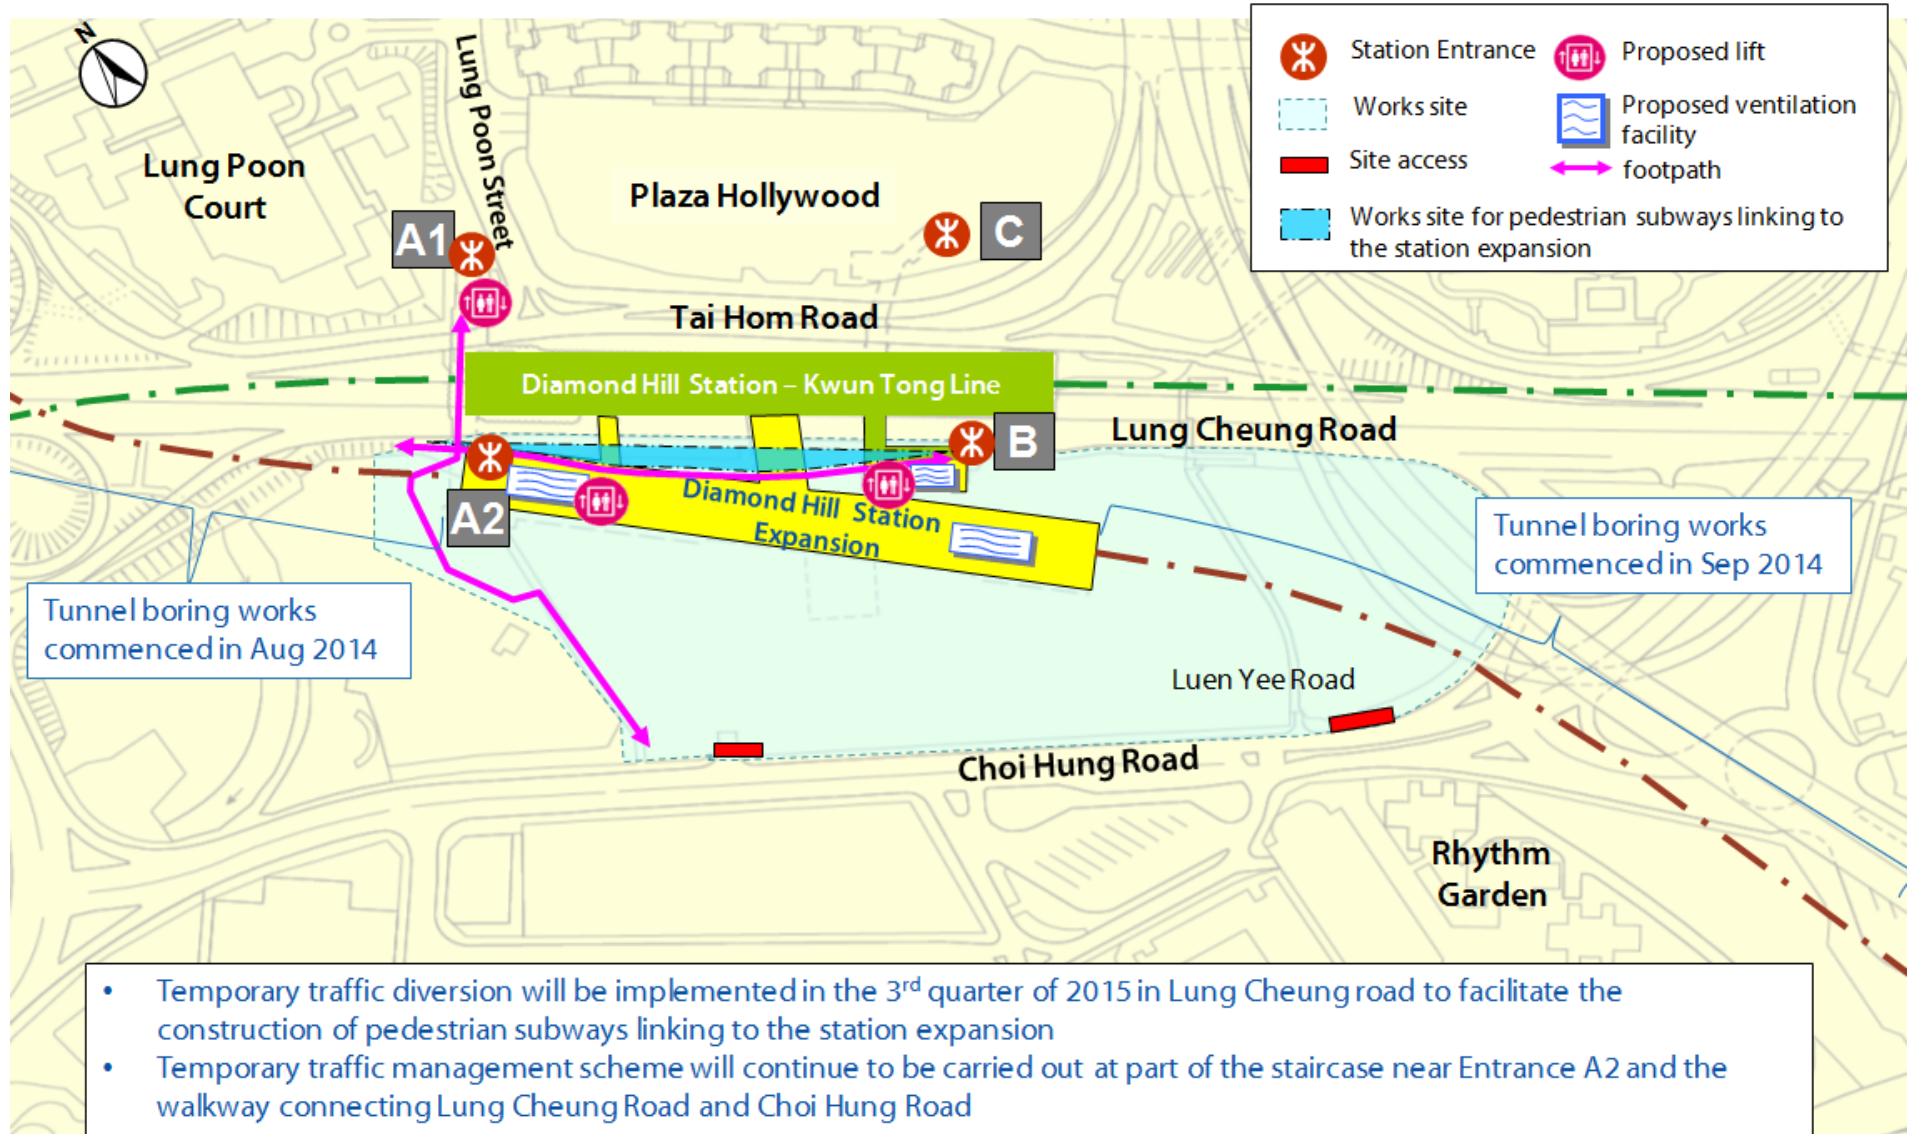 N
Lung Poon Street
Station Entrance
Proposed lift
Works site
Proposed ventilation
facility
Site access
footpath
Works site for pedestrian subways linking to
the station expansion
Lung Poon
Court
Plaza Hollywood
A1
C
Tai Hom Road
Diamond Hill Station – Kwun Tong Line
B
Lung Cheung Road
A2
Diamond Hill Station
Expansion
Tunnel boring works
commenced in Sep 2014
Tunnel boring works
commenced in Aug 2014
Luen Yee Road
Choi Hung Road
Rhythm
Garden
• Temporary traffic diversion will be implemented in the 3rd quarter of 2015 in Lung Cheung road to facilitate the
construction of pedestrian subways linking to the station expansion
• Temporary traffic management scheme will continue to be carried out at part of the staircase near Entrance A2 and the
walkway connecting Lung Cheung Road and Choi Hung Road